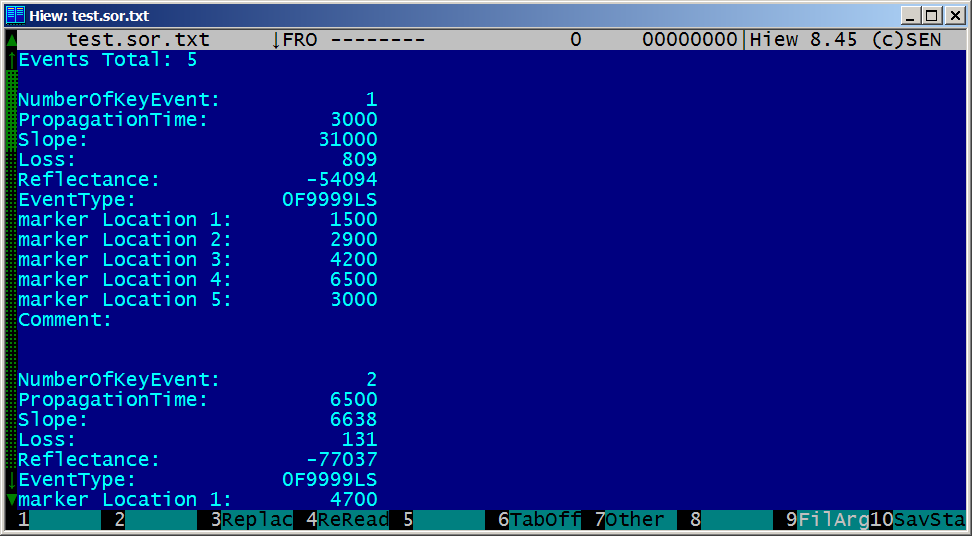 Hiew: test.sor.txt
test.sor.txt ↓FRO -------- 0 00000000|Hiew 8.45 (c)SEN
Events Total: 5
NumberOfKeyEvent: 1
PropagationTime: 3000
Slope: 31000
Loss: 809
Reflectance: -54094
EventType: 0F9999LS
marker Location 1: 1500
marker Location 2: 2900
marker Location 3: 4200
marker Location 4: 6500
marker Location 5: 3000
Comment:
NumberOfKeyEvent: 2
PropagationTime: 6500
Slope: 6638
Loss: 131
Reflectance: -77037
EventType: 0F9999LS
marker Location 1: 4700
1 2 3Replac 4ReRead 5 6TabOff 7Other 8 9FilArg 10SavSta